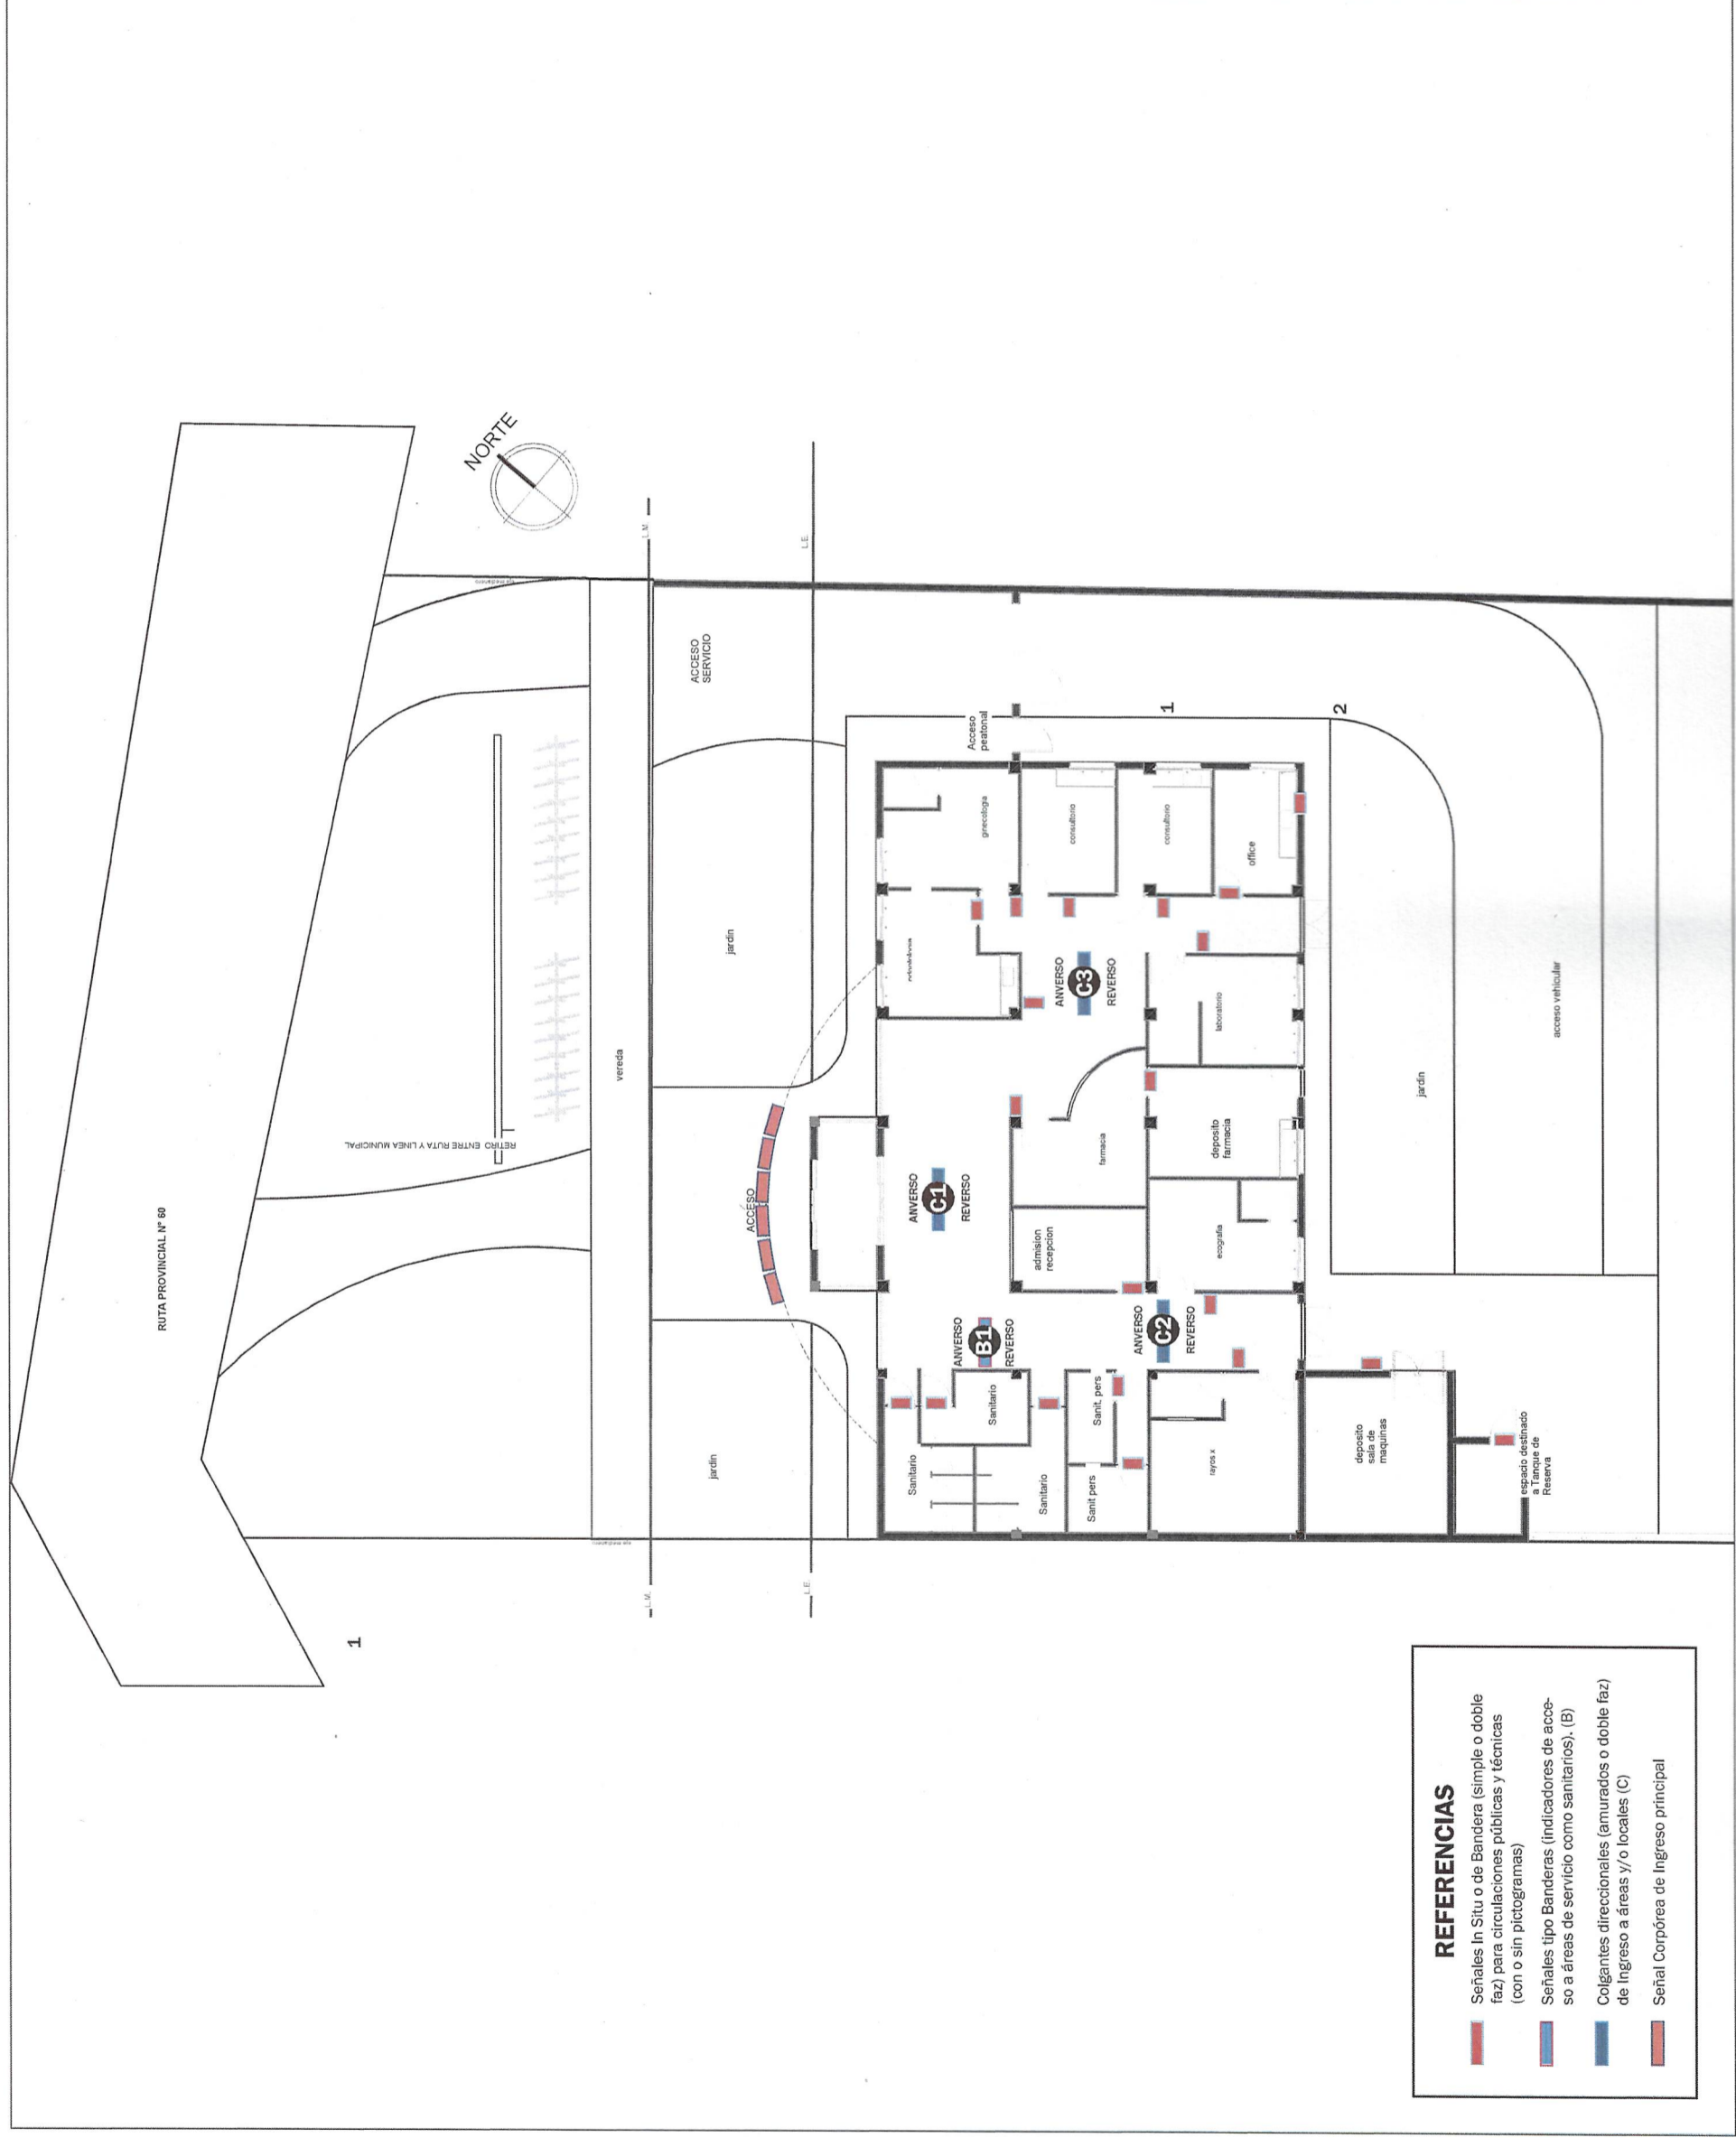 RUTA PROVINCIAL Nº 60
RETIRO ENTRE RUTA Y LINEA MUNICIPAL
NORTE
vereda
L.M.
L.M.
L.E.
L.E.
ACCESO
SERVICIO
jardin
jardin
ACCESO
Acceso
peatonal
1
2
1
ginecologia
consultorio
consultorio
office
laboratorio
deposito
farmacia
farmacia
admision
recepcion
ecografia
ANVERSO
C1
REVERSO
ANVERSO
C3
REVERSO
ANVERSO
B1
REVERSO
ANVERSO
C2
REVERSO
Sanitario
Sanitario
Sanitario
Sanit. pers
Sanit pers
rayos x
deposito
sala de
maquinas
espacio destinado
a Tanque de
Reserva
jardin
acceso vehicular
REFERENCIAS
Señales In Situ o de Bandera (simple o doble
faz) para circulaciones públicas y técnicas
(con o sin pictogramas)
Señales tipo Banderas (indicadores de acce-
so a áreas de servicio como sanitarios). (B)
Colgantes direccionales (amurados o doble faz)
de Ingreso a áreas y/o locales (C)
Señal Corpórea de Ingreso principal